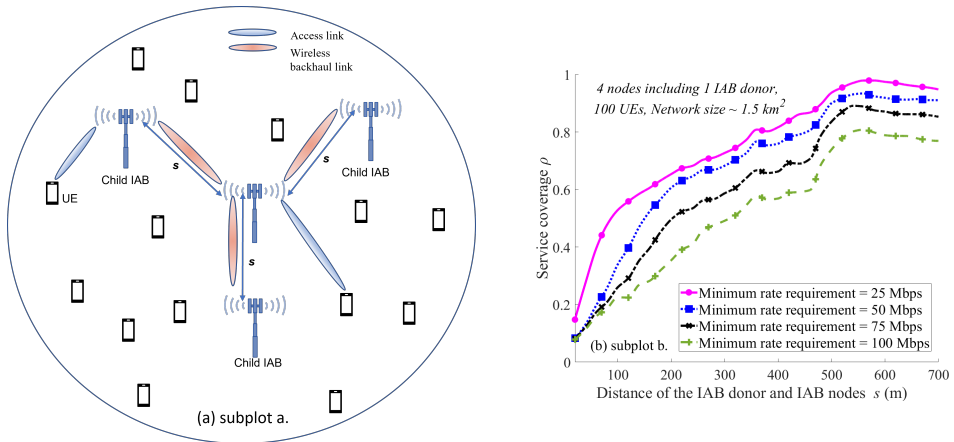 Access link
Wireless
backhaul link
Child IAB
s
s
Child IAB
UE
s
Child IAB
(a) subplot a.
4 nodes including 1 IAB donor,
100 UEs, Network size ~ 1.5 km²
Service coverage ρ
1
0.8
0.6
0.4
0.2
0
Minimum rate requirement = 25 Mbps
Minimum rate requirement = 50 Mbps
Minimum rate requirement = 75 Mbps
Minimum rate requirement = 100 Mbps
(b) subplot b.
100 200 300 400 500 600 700
Distance of the IAB donor and IAB nodes s (m)